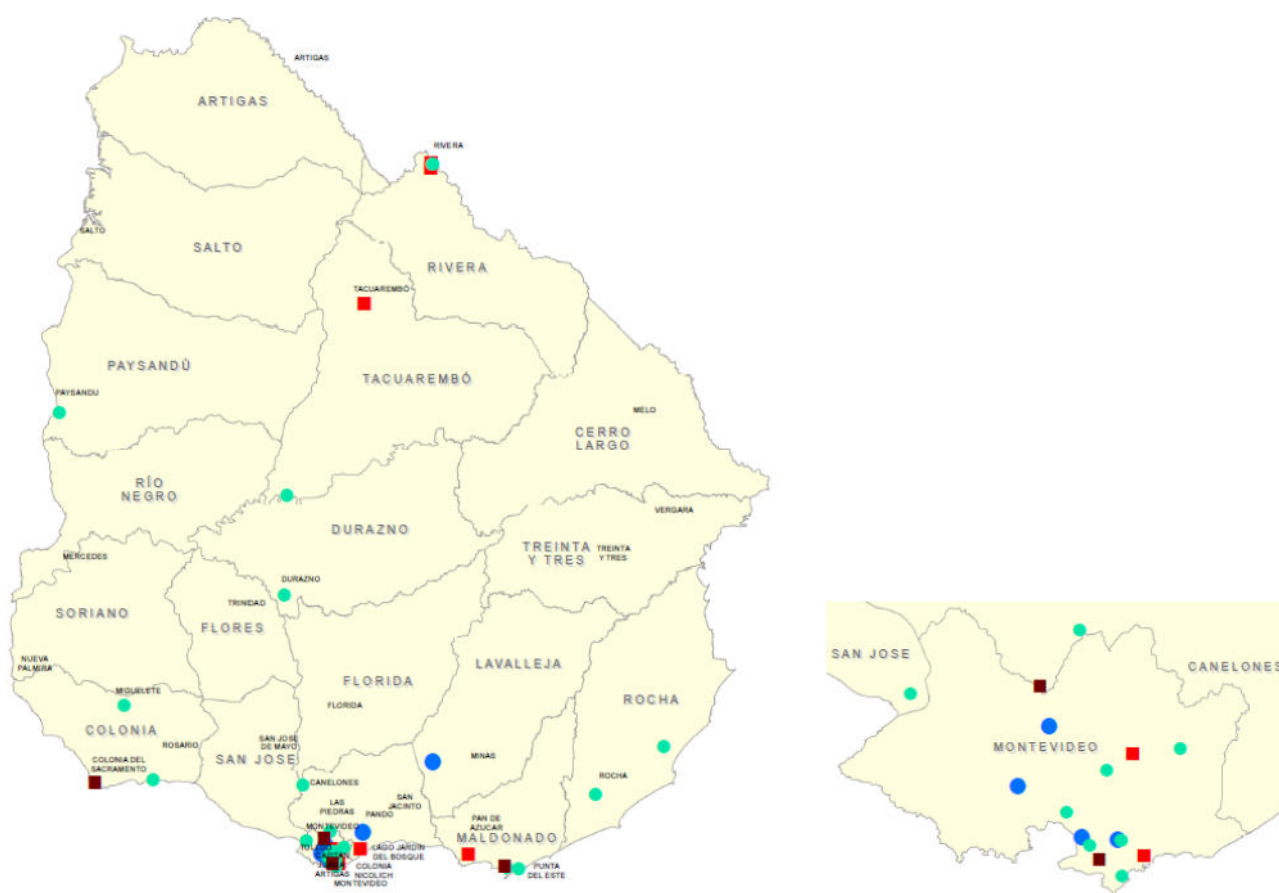 ARTIGAS
ARTIGAS
RIVERA
SALTO
SALTO
RIVERA
TACUAREMBÓ
PAYSANDÚ
TACUAREMBÓ
PAYSANDU
MELO
CERRO
LARGO
RÍO
NEGRO
VERGARA
DURAZNO
TREINTA
Y TRES
TREINTA
Y TRES
MERCEDES
DURAZNO
TRINIDAD
SORIANO
FLORES
NUEVA
PALMIRA
LAVALLEJA
FLORIDA
MIGUELETE
ROCHA
FLORIDA
COLONIA
ROSARIO
SAN JOSE
DE MAYO
SAN JOSE
MINAS
COLONIA DEL
SACRAMENTO
CANELONES
ROCHA
LAS
PIEDRAS
SAN
JACINTO
PANDO
PAN DE
AZUCAR
MONTEVIDEO
MALDONADO
LAGO JARDIN
DEL BOSQUE
COLONIA
NICOLICH
PUNTA
DEL ESTE
ARTIGAS
MONTEVIDEO
SAN JOSE
CANELONES
MONTEVIDEO